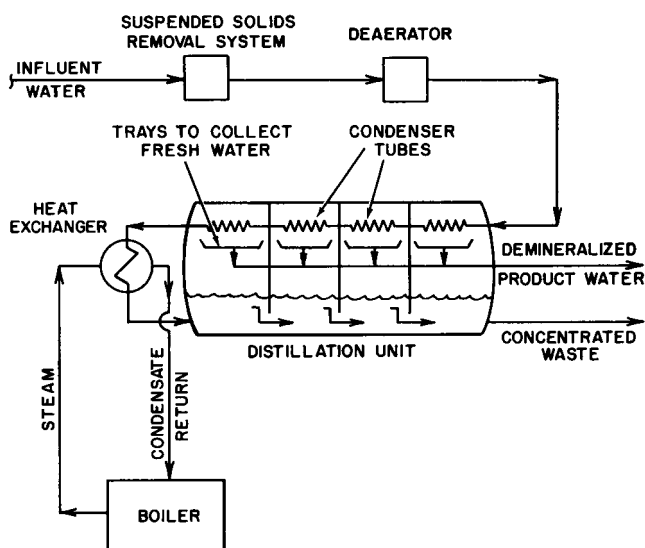 SUSPENDED SOLIDS
REMOVAL SYSTEM
DEAERATOR
INFLUENT
WATER
TRAYS TO COLLECT
FRESH WATER
CONDENSER
TUBES
HEAT
EXCHANGER
DEMINERALIZED
PRODUCT WATER
CONCENTRATED
WASTE
DISTILLATION UNIT
STEAM
CONDENSATE
RETURN
BOILER